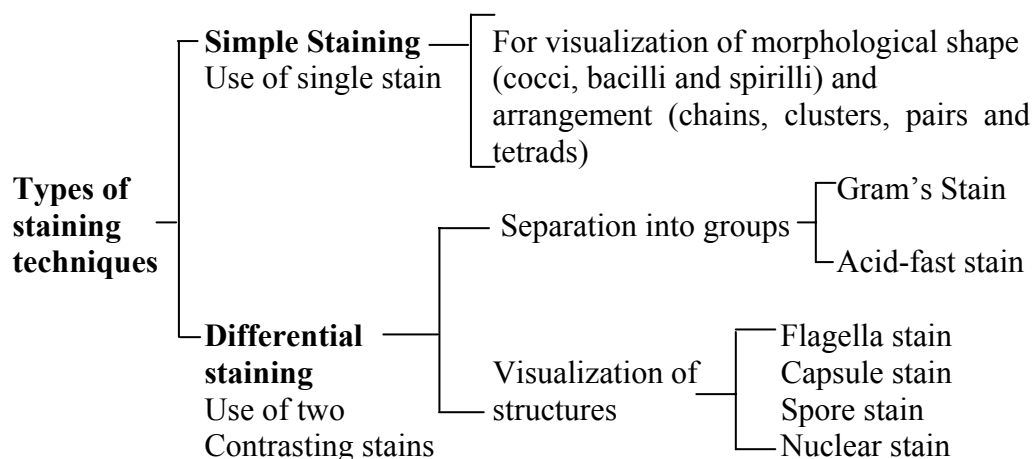 Simple Staining
Use of single stain
For visualization of morphological shape
(cocci, bacilli and spirilli) and
arrangement (chains, clusters, pairs and
tetrads)
Types of
staining
techniques
Differential
staining
Use of two
Contrasting stains
Separation into groups
Gram’s Stain
Acid-fast stain
Visualization of
structures
Flagella stain
Capsule stain
Spore stain
Nuclear stain